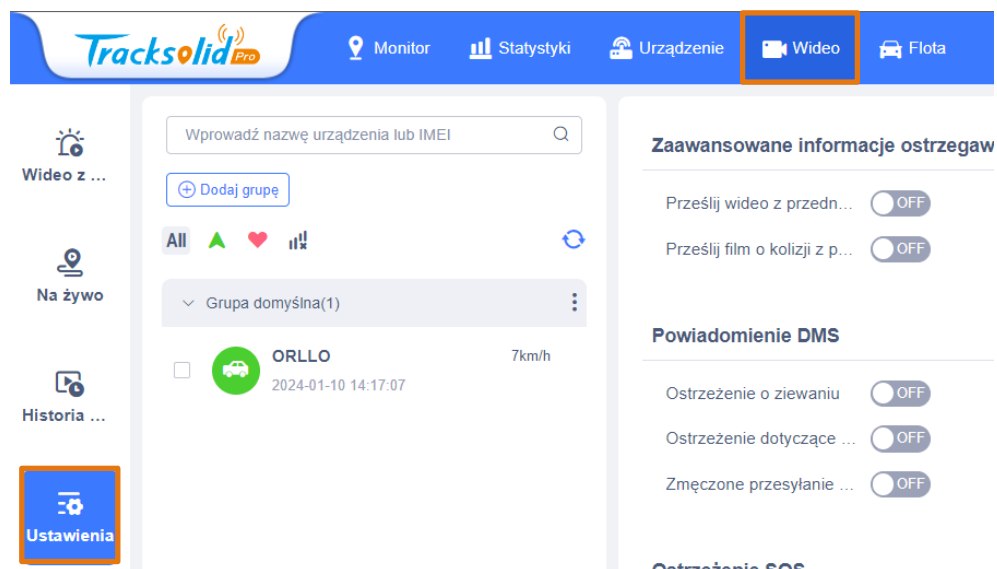 Tracksolid Pro
Monitor
Statystyki
Urządzenie
Wideo
Flota
Wideo z ...
Na żywo
Historia ...
Ustawienia
Wprowadź nazwę urządzenia lub IMEI
Dodaj grupę
All
Grupa domyślna(1)
ORLLO
7km/h
2024-01-10 14:17:07
Zaawansowane informacje ostrzegaw
Prześlij wideo z przedn... OFF
Prześlij film o kolizji z p... OFF
Powiadomienie DMS
Ostrzeżenie o ziewaniu OFF
Ostrzeżenie dotyczące ... OFF
Zmęczone przesyłanie ... OFF
Ostrzeżenie SOS